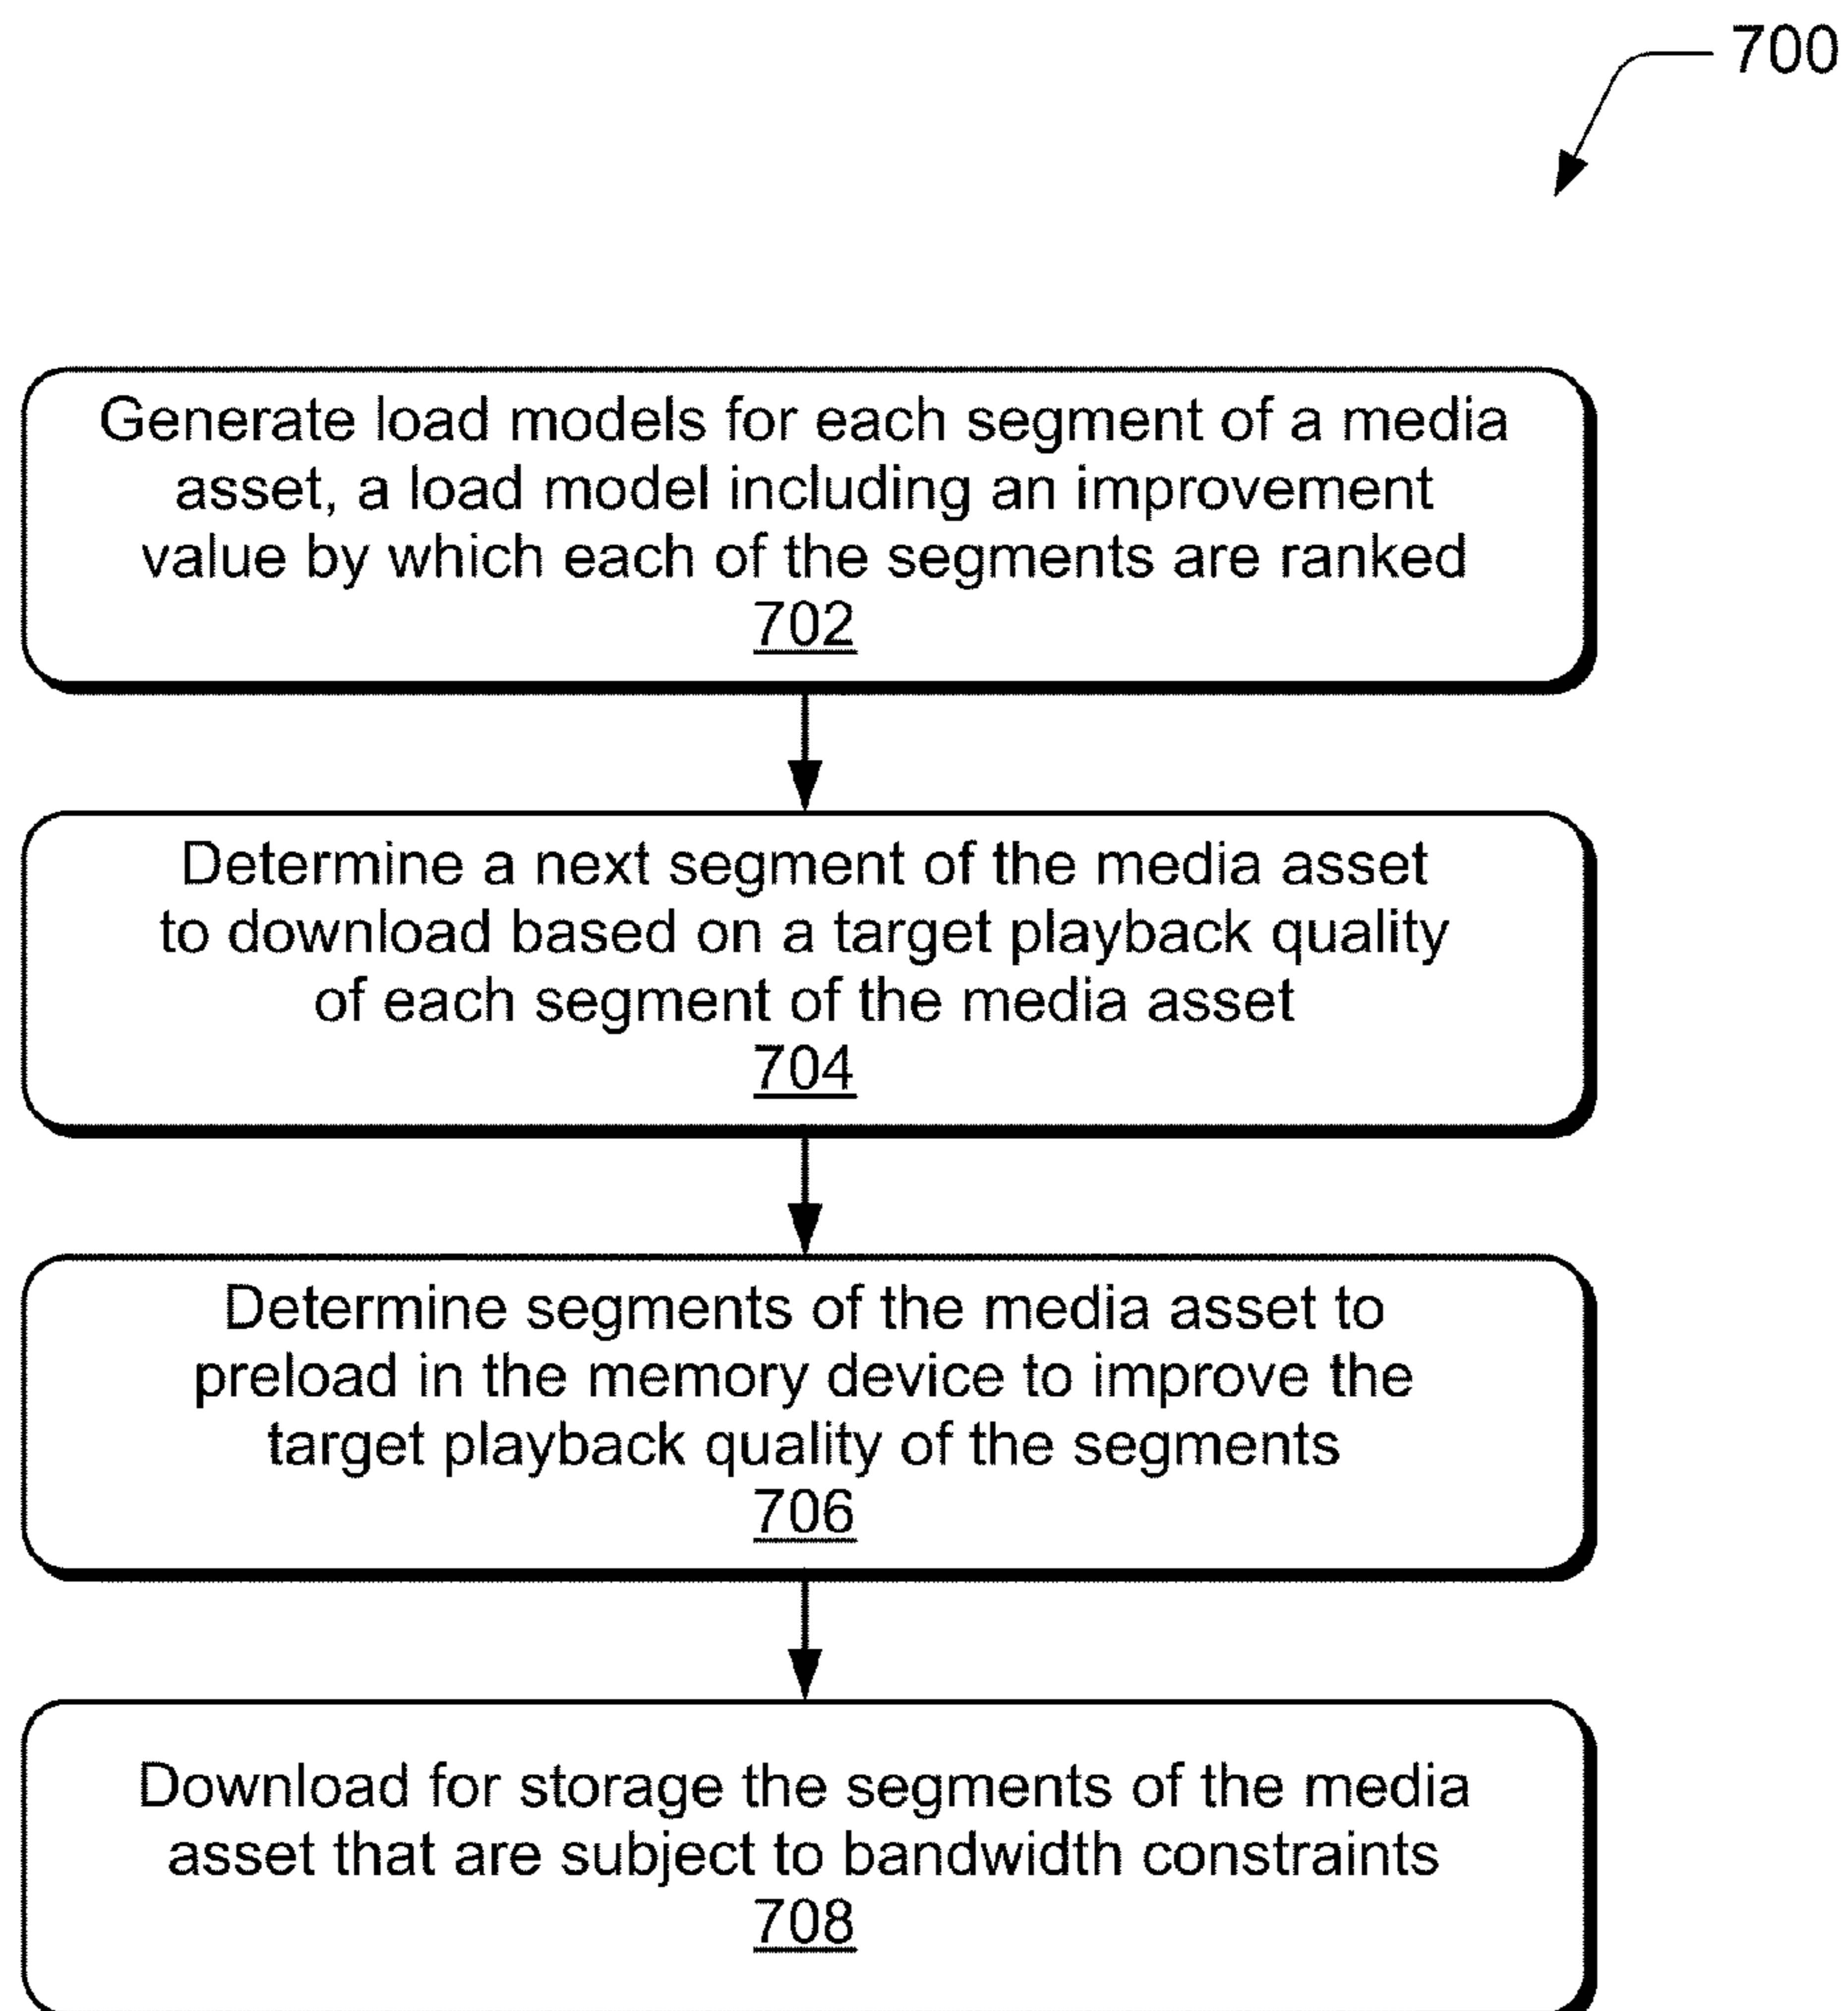 700
Generate load models for each segment of a media
asset, a load model including an improvement
value by which each of the segments are ranked
702
Determine a next segment of the media asset
to download based on a target playback quality
of each segment of the media asset
704
Determine segments of the media asset to
preload in the memory device to improve the
target playback quality of the segments
706
Download for storage the segments of the media
asset that are subject to bandwidth constraints
708